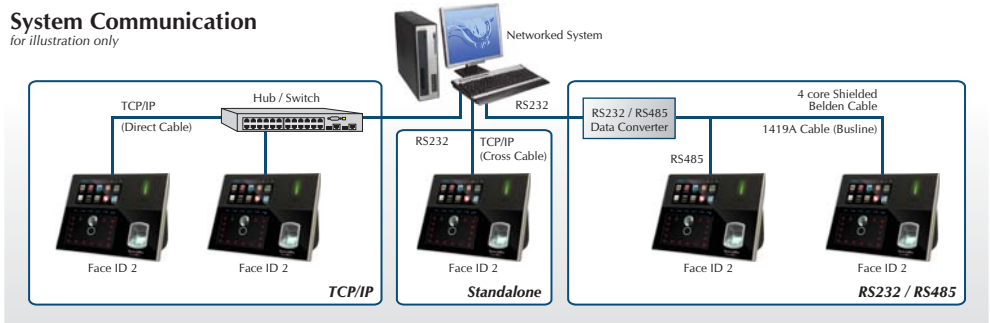 System Communication
for illustration only
Networked System
TCP/IP
(Direct Cable)
Hub / Switch
RS232
TCP/IP
(Cross Cable)
RS232
RS232 / RS485
Data Converter
4 core Shielded
Belden Cable
1419A Cable (Busline)
RS485
Face ID 2
Face ID 2
Face ID 2
Face ID 2
Face ID 2
TCP/IP
Standalone
RS232 / RS485